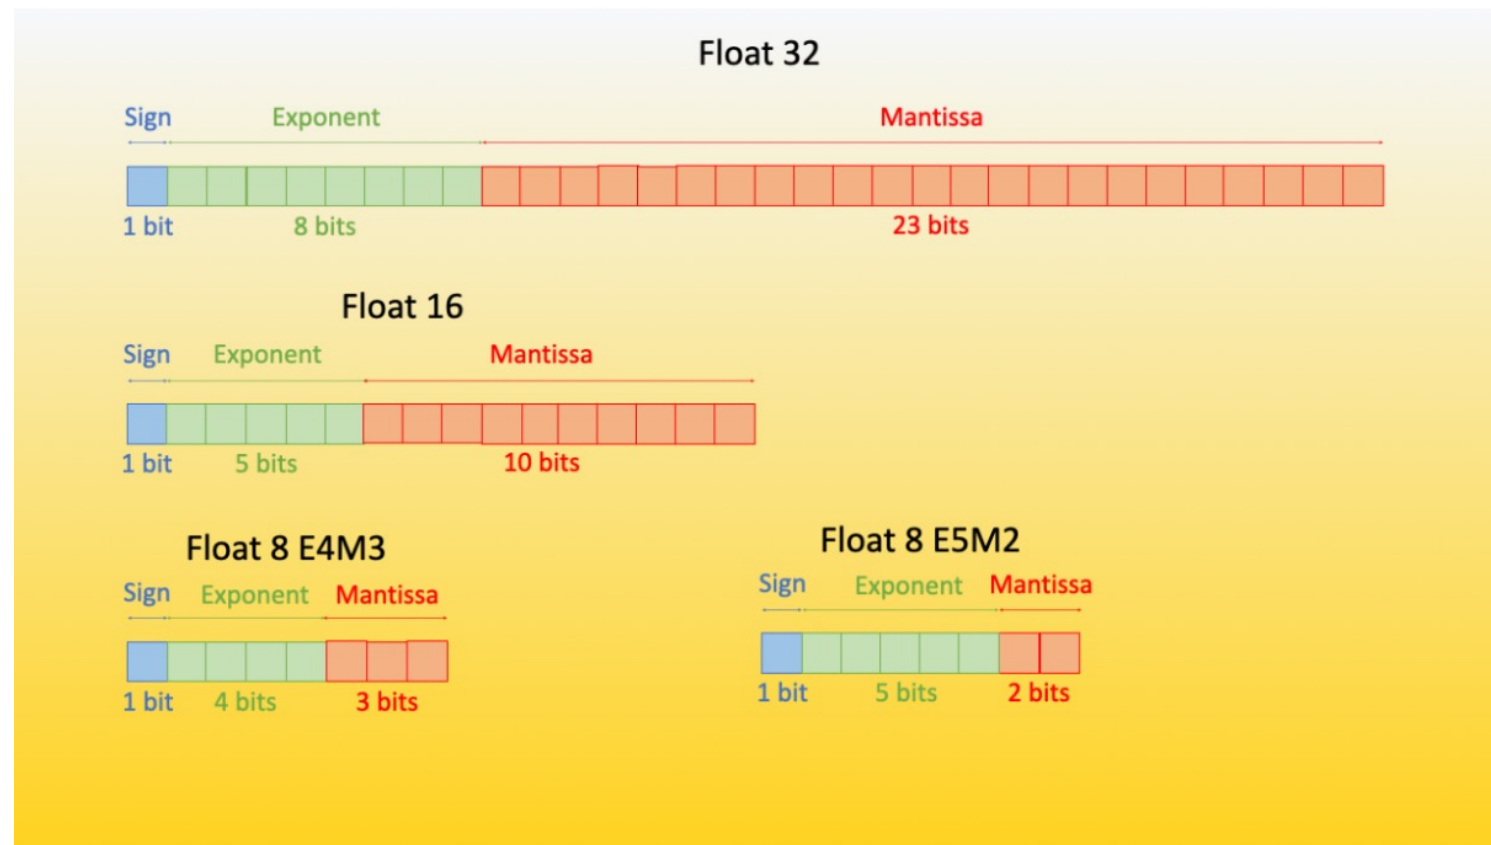 Float 32
Sign Exponent Mantissa
1 bit 8 bits 23 bits
Float 16
Sign Exponent Mantissa
1 bit 5 bits 10 bits
Float 8 E4M3
Sign Exponent Mantissa
1 bit 4 bits 3 bits
Float 8 E5M2
Sign Exponent Mantissa
1 bit 5 bits 2 bits